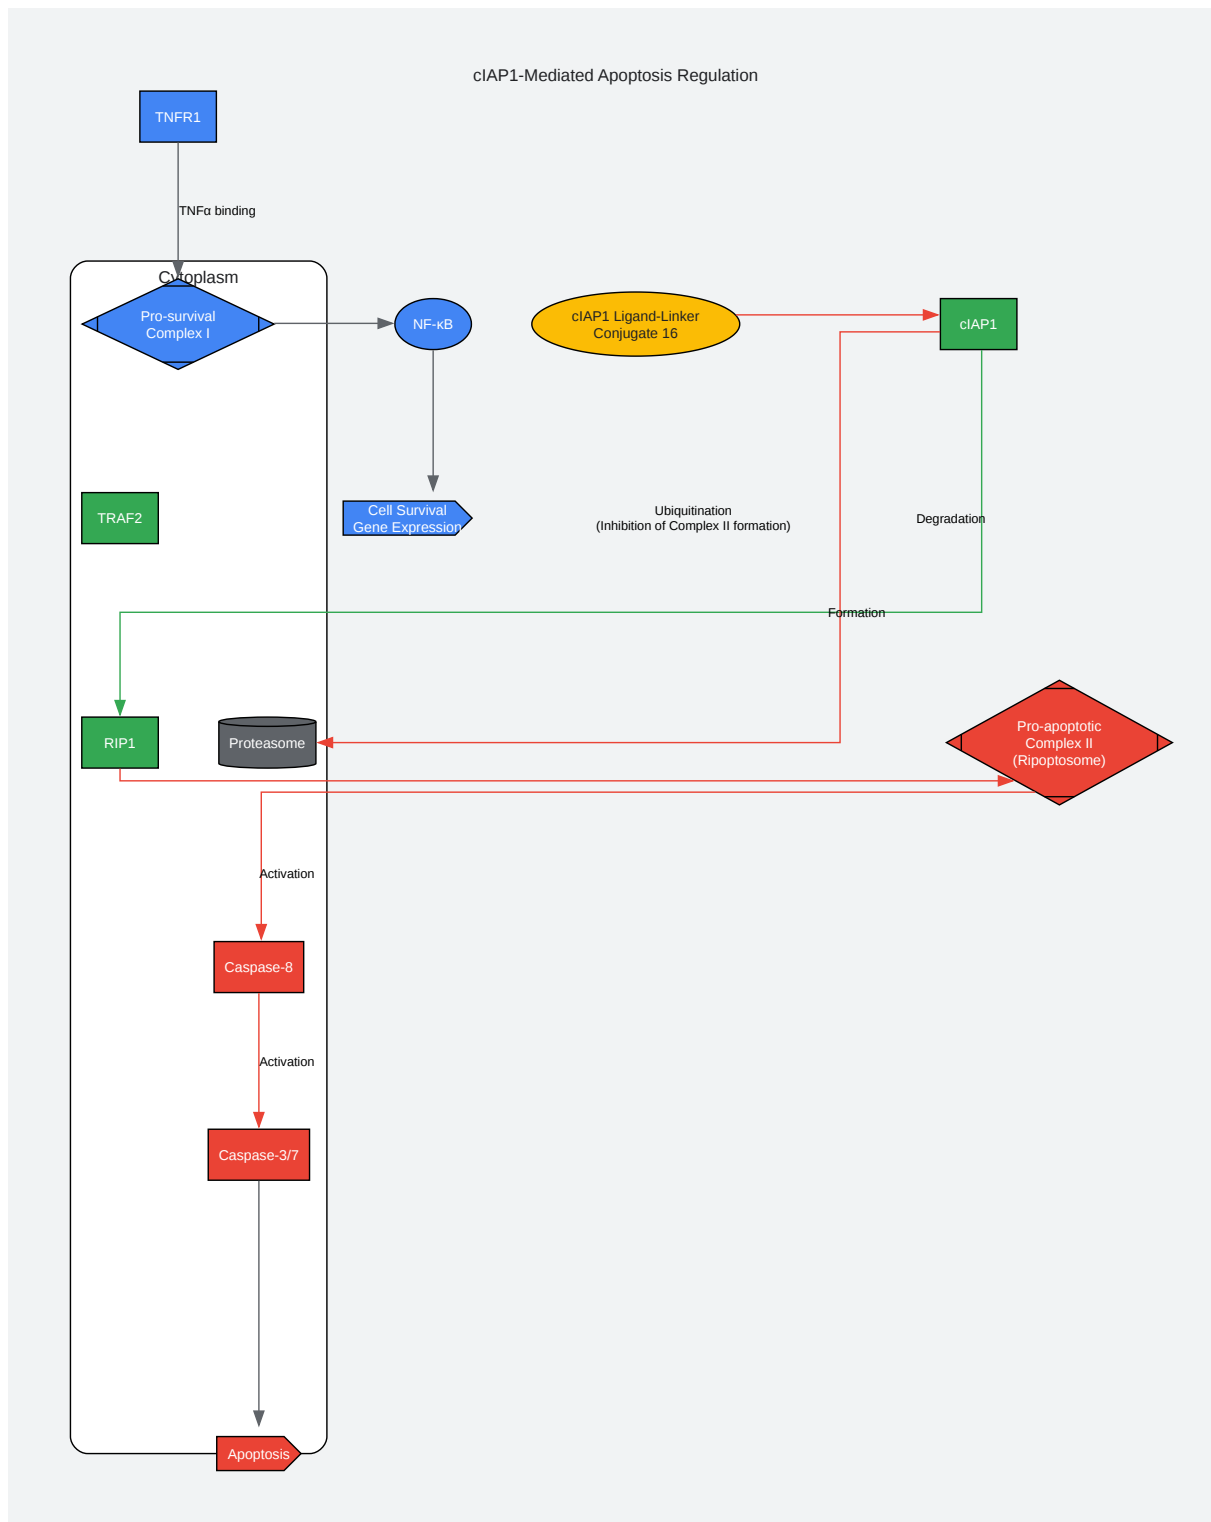 cIAP1-Mediated Apoptosis Regulation
TNFR1
TNFα binding
Cytoplasm
Pro-survival
Complex I
NF-κB
cIAP1 Ligand-Linker
Conjugate 16
cIAP1
TRAF2
Cell Survival
Gene Expression
Ubiquitination
(Inhibition of Complex II formation)
Degradation
Formation
RIP1
Proteasome
Pro-apoptotic
Complex II
(Ripoptosome)
Activation
Caspase-8
Activation
Caspase-3/7
Apoptosis